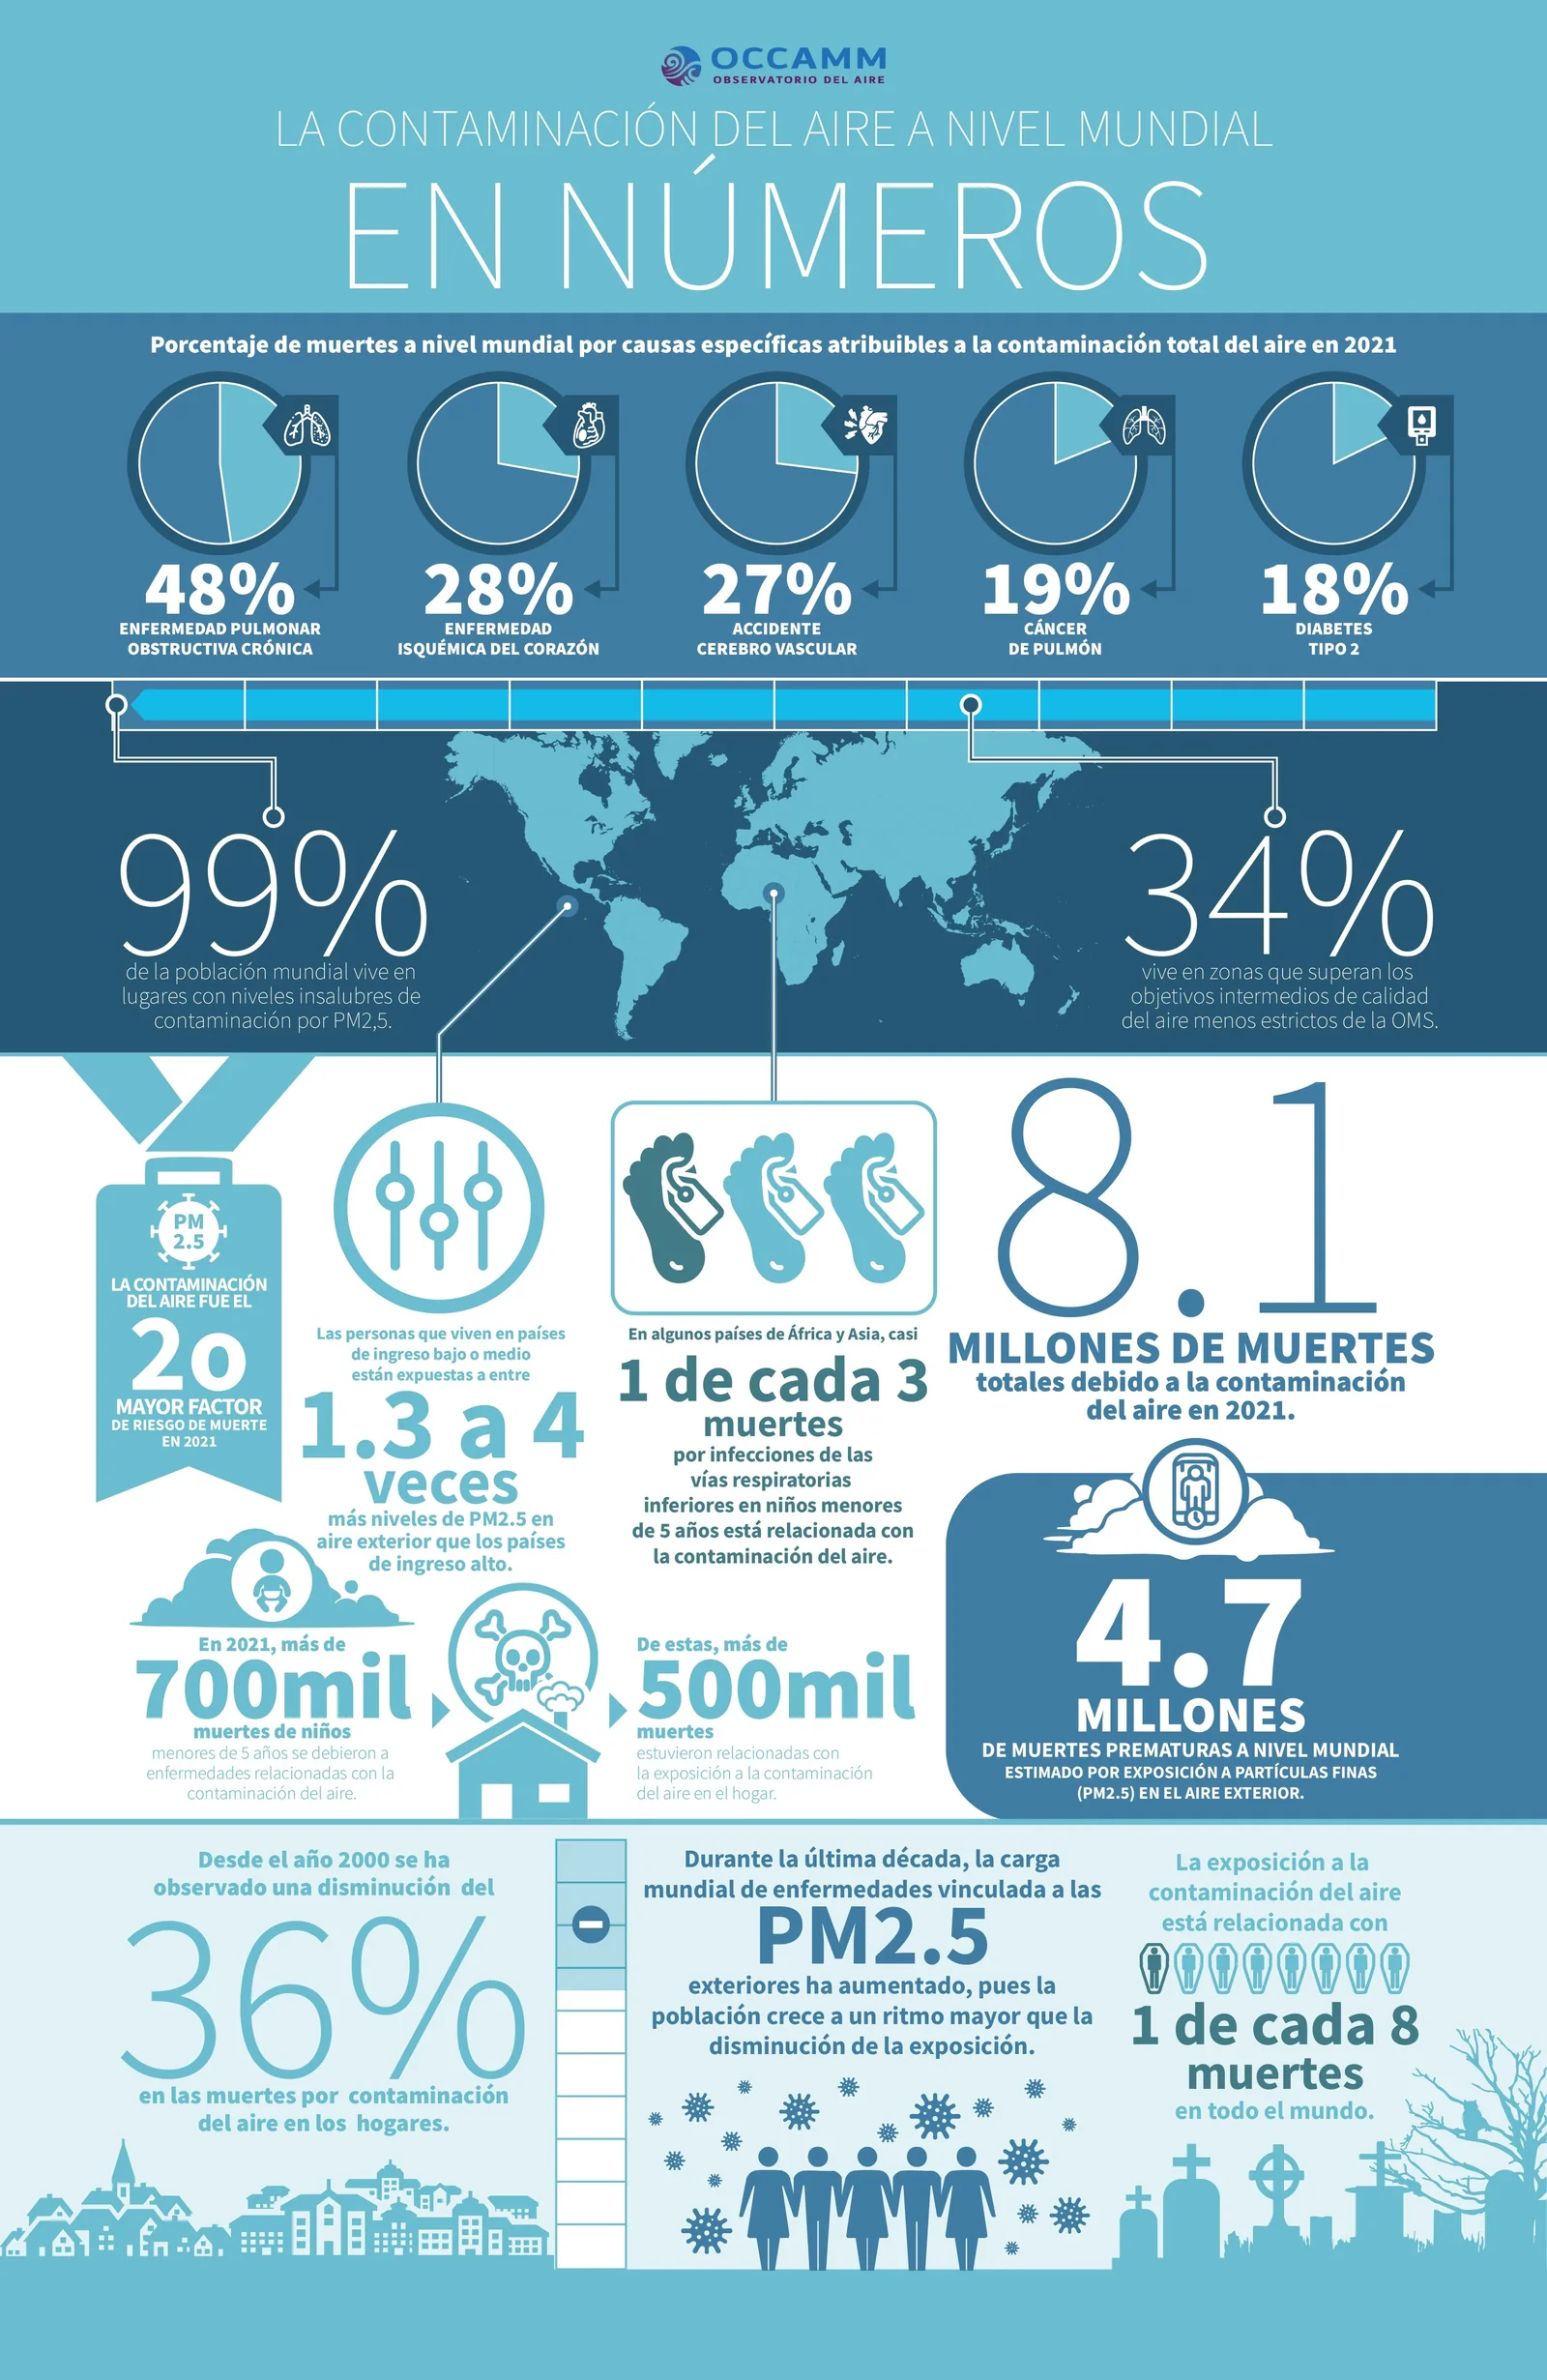 OCCAMM
OBSERVATORIO DEL AIRE
LA CONTAMINACIÓN DEL AIRE A NIVEL MUNDIAL
EN NÚMEROS
Porcentaje de muertes a nivel mundial por causas específicas atribuibles a la contaminación total del aire en 2021
48%
ENFERMEDAD PULMONAR
OBSTRUCTIVA CRÓNICA
28%
ENFERMEDAD
ISQUÉMICA DEL CORAZÓN
27%
ACCIDENTE
CEREBRO VASCULAR
19%
CÁNCER
DE PULMÓN
18%
DIABETES
TIPO 2
99%
de la población mundial vive en
lugares con niveles insalubres de
contaminación por PM2,5.
34%
vive en zonas que superan los
objetivos intermedios de calidad
del aire menos estrictos de la OMS.
PM
2.5
LA CONTAMINACIÓN
DEL AIRE FUE EL
2o
MAYOR FACTOR
DE RIESGO DE MUERTE
EN 2021
Las personas que viven en países
de ingreso bajo o medio
están expuestas a entre
1.3 a 4
veces
más niveles de PM2.5 en
aire exterior que los países
de ingreso alto.
En algunos países de África y Asia, casi
1 de cada 3
muertes
por infecciones de las
vías respiratorias
inferiores en niños menores
de 5 años está relacionada con
la contaminación del aire.
8.1
MILLONES DE MUERTES
totales debido a la contaminación
del aire en 2021.
En 2021, más de
700mil
muertes de niños
menores de 5 años se debieron a
enfermedades relacionadas con la
contaminación del aire.
De estas, más de
500mil
muertes
estuvieron relacionadas con
la exposición a la contaminación
del aire en el hogar.
4.7
MILLONES
DE MUERTES PREMATURAS A NIVEL MUNDIAL
ESTIMADO POR EXPOSICIÓN A PARTÍCULAS FINAS
(PM2.5) EN EL AIRE EXTERIOR.
Desde el año 2000 se ha
observado una disminución del
36%
en las muertes por contaminación
del aire en los hogares.
Durante la última década, la carga
mundial de enfermedades vinculada a las
PM2.5
exteriores ha aumentado, pues la
población crece a un ritmo mayor que la
disminución de la exposición.
La exposición a la
contaminación del aire
está relacionada con
1 de cada 8
muertes
en todo el mundo.